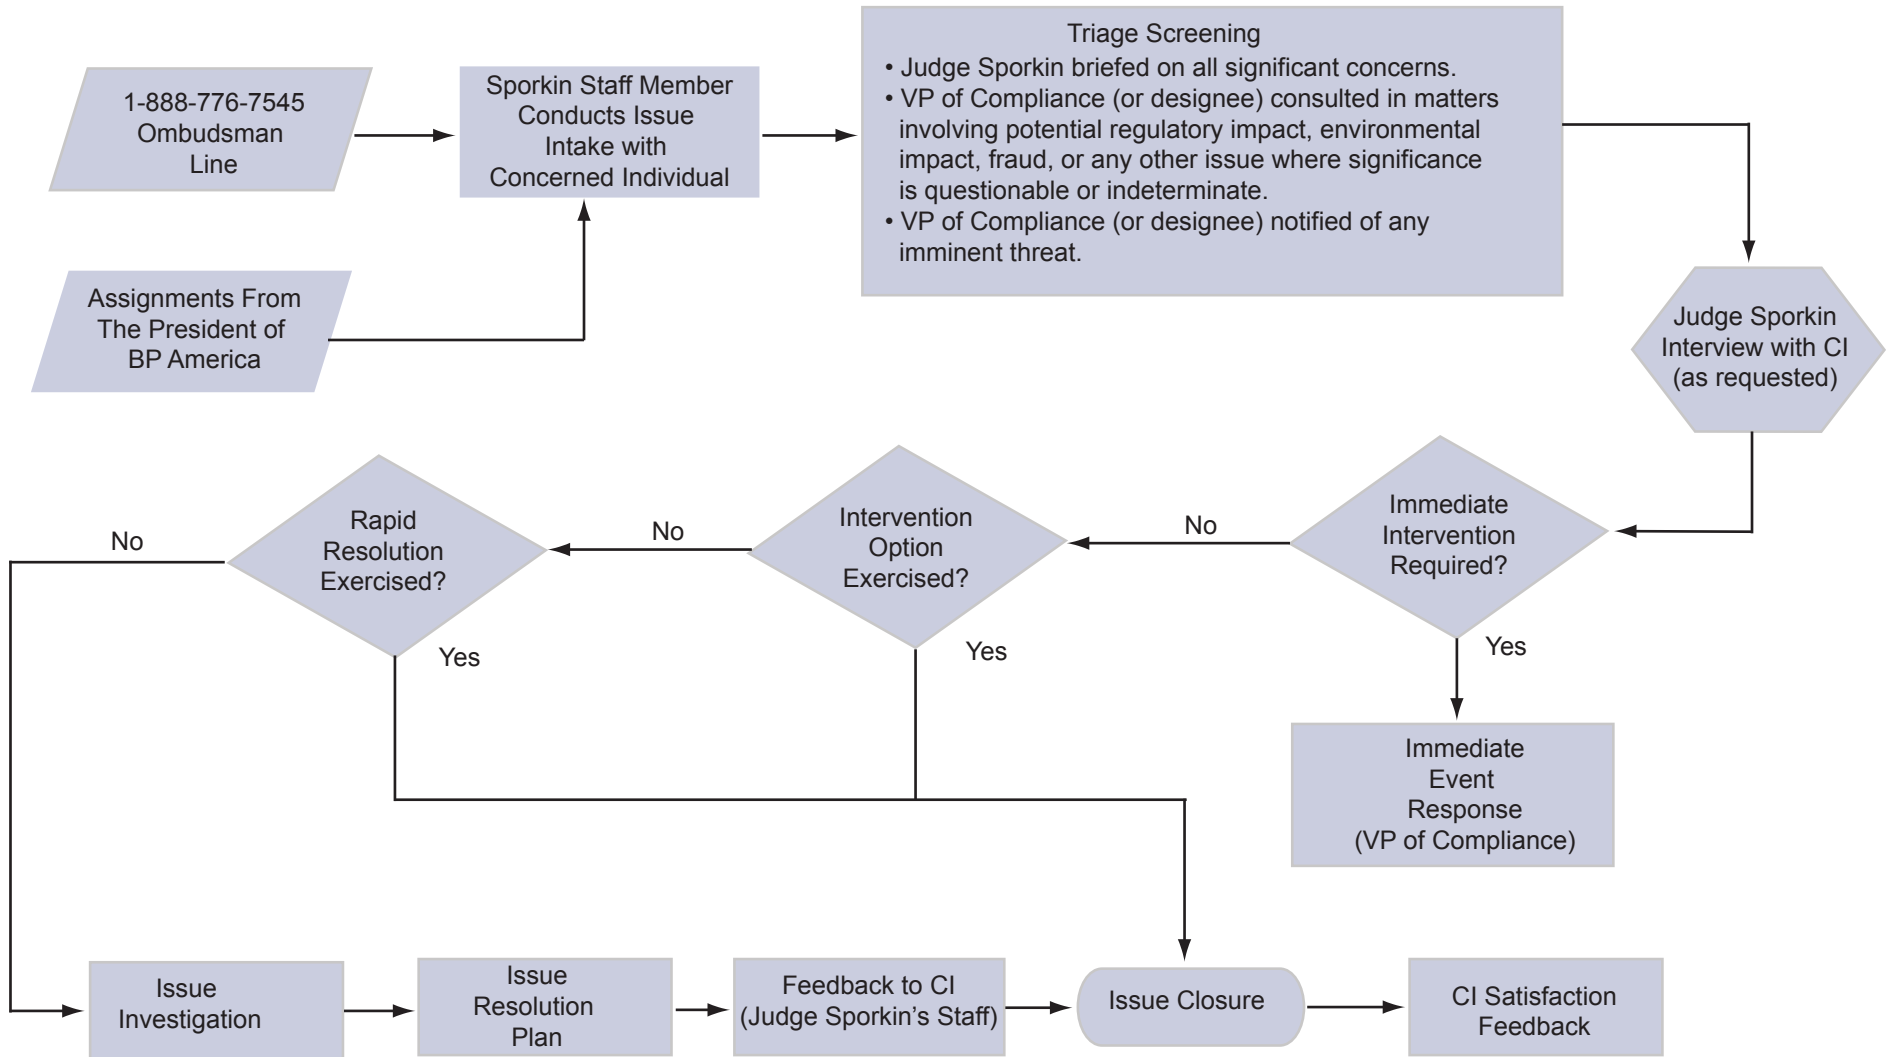 1-888-776-7545
Ombudsman
Line
Sporkin Staff Member
Conducts Issue
Intake with
Concerned Individual
Triage Screening
• Judge Sporkin briefed on all significant concerns.
• VP of Compliance (or designee) consulted in matters
involving potential regulatory impact, environmental
impact, fraud, or any other issue where significance
is questionable or indeterminate.
• VP of Compliance (or designee) notified of any
imminent threat.
Assignments From
The President of
BP America
Judge Sporkin
Interview with CI
(as requested)
Immediate
Intervention
Required?
No
Yes
Immediate
Event
Response
(VP of Compliance)
Intervention
Option
Exercised?
No
Yes
Rapid
Resolution
Exercised?
No
Yes
Issue
Investigation
Issue
Resolution
Plan
Feedback to CI
(Judge Sporkin’s Staff)
Issue Closure
CI Satisfaction
Feedback